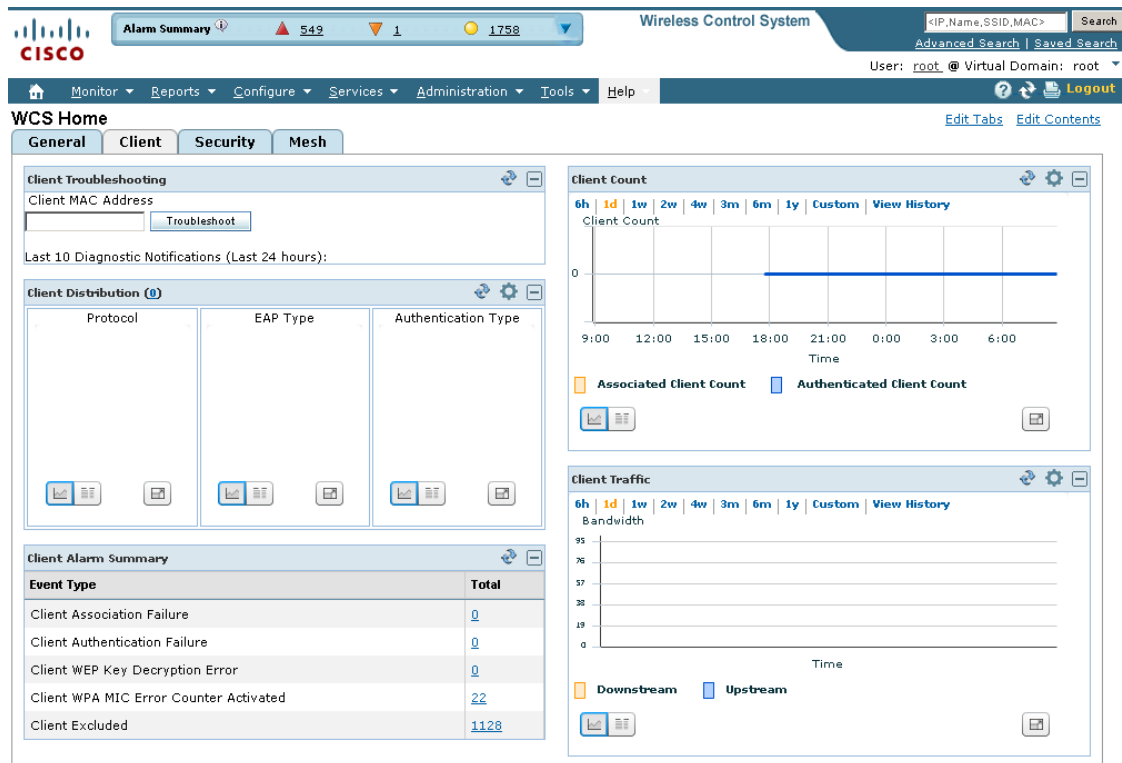 Alarm Summary 549 1 1758
Wireless Control System
<IP,Name,SSID,MAC> Search
Advanced Search | Saved Search
CISCO
User: root @ Virtual Domain: root
Monitor Reports Configure Services Administration Tools Help
Logout
WCS Home
Edit Tabs Edit Contents
General Client Security Mesh
Client Troubleshooting
Client MAC Address
Troubleshoot
Last 10 Diagnostic Notifications (Last 24 hours):
Client Distribution (0)
Protocol
EAP Type
Authentication Type
Client Alarm Summary
Event Type Total
Client Association Failure 0
Client Authentication Failure 0
Client WEP Key Decryption Error 0
Client WPA MIC Error Counter Activated 22
Client Excluded 1128
Client Count
6h | 1d | 1w | 2w | 4w | 3m | 6m | 1y | Custom | View History
Client Count
0
9:00 12:00 15:00 18:00 21:00 0:00 3:00 6:00
Time
Associated Client Count Authenticated Client Count
Client Traffic
6h | 1d | 1w | 2w | 4w | 3m | 6m | 1y | Custom | View History
Bandwidth
95
76
57
38
19
0
Time
Downstream Upstream